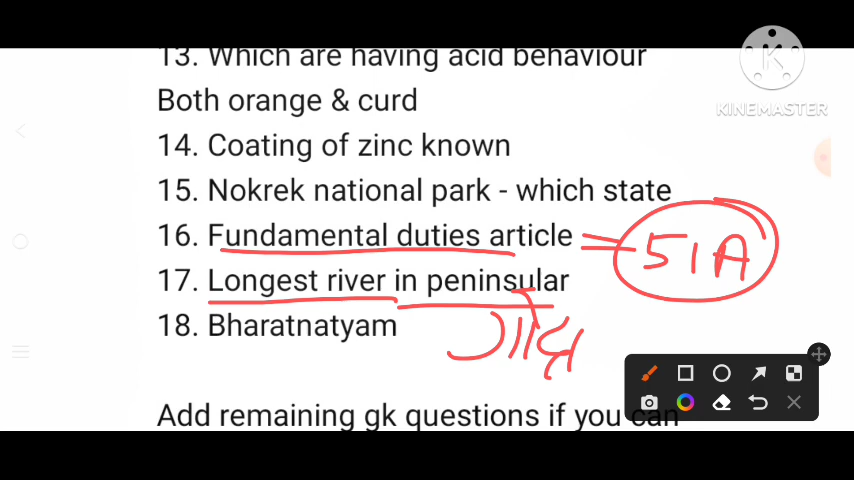 13. Which are having acid behaviour
KINEMASTER
Both orange & curd
14. Coating of zinc known
15. Nokrek national park - which state
16. Fundamental duties article = 51A
17. Longest river in peninsular
18. Bharatnatyam
Add remaining gk questions if you can